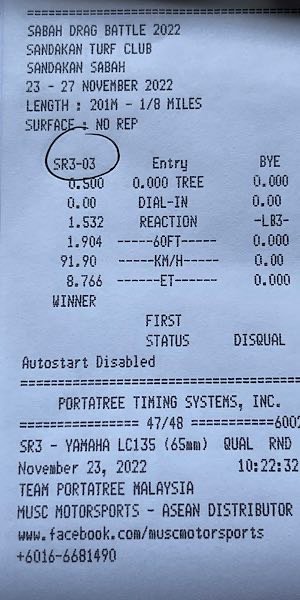 ===============================
SABAH DRAG BATTLE 2022
SANDAKAN TURF CLUB
SANDAKAN SABAH
23 - 27 NOVEMBER 2022
LENGTH : 201M - 1/8 MILES
SURFACE : NO REP
SR3-03 Entry BYE
0.500 0.000 TREE 0.000
0.00 DIAL-IN 0.00
1.532 REACTION -LB3-
1.904 ------60FT------ 0.000
91.90 ------KM/H------ 0.00
8.766 ------ET------ 0.000
WINNER
FIRST
STATUS DISQUAL
Autostart Disabled
===============================
PORTATREE TIMING SYSTEMS, INC.
============== 47/48 ===========6002
SR3 - YAMAHA LC135 (65mm) QUAL RND
November 23, 2022 10:22:32
TEAM PORTATREE MALAYSIA
MUSC MOTORSPORTS - ASEAN DISTRIBUTOR
www.facebook.com/muscmotorsports
+6016-6681490